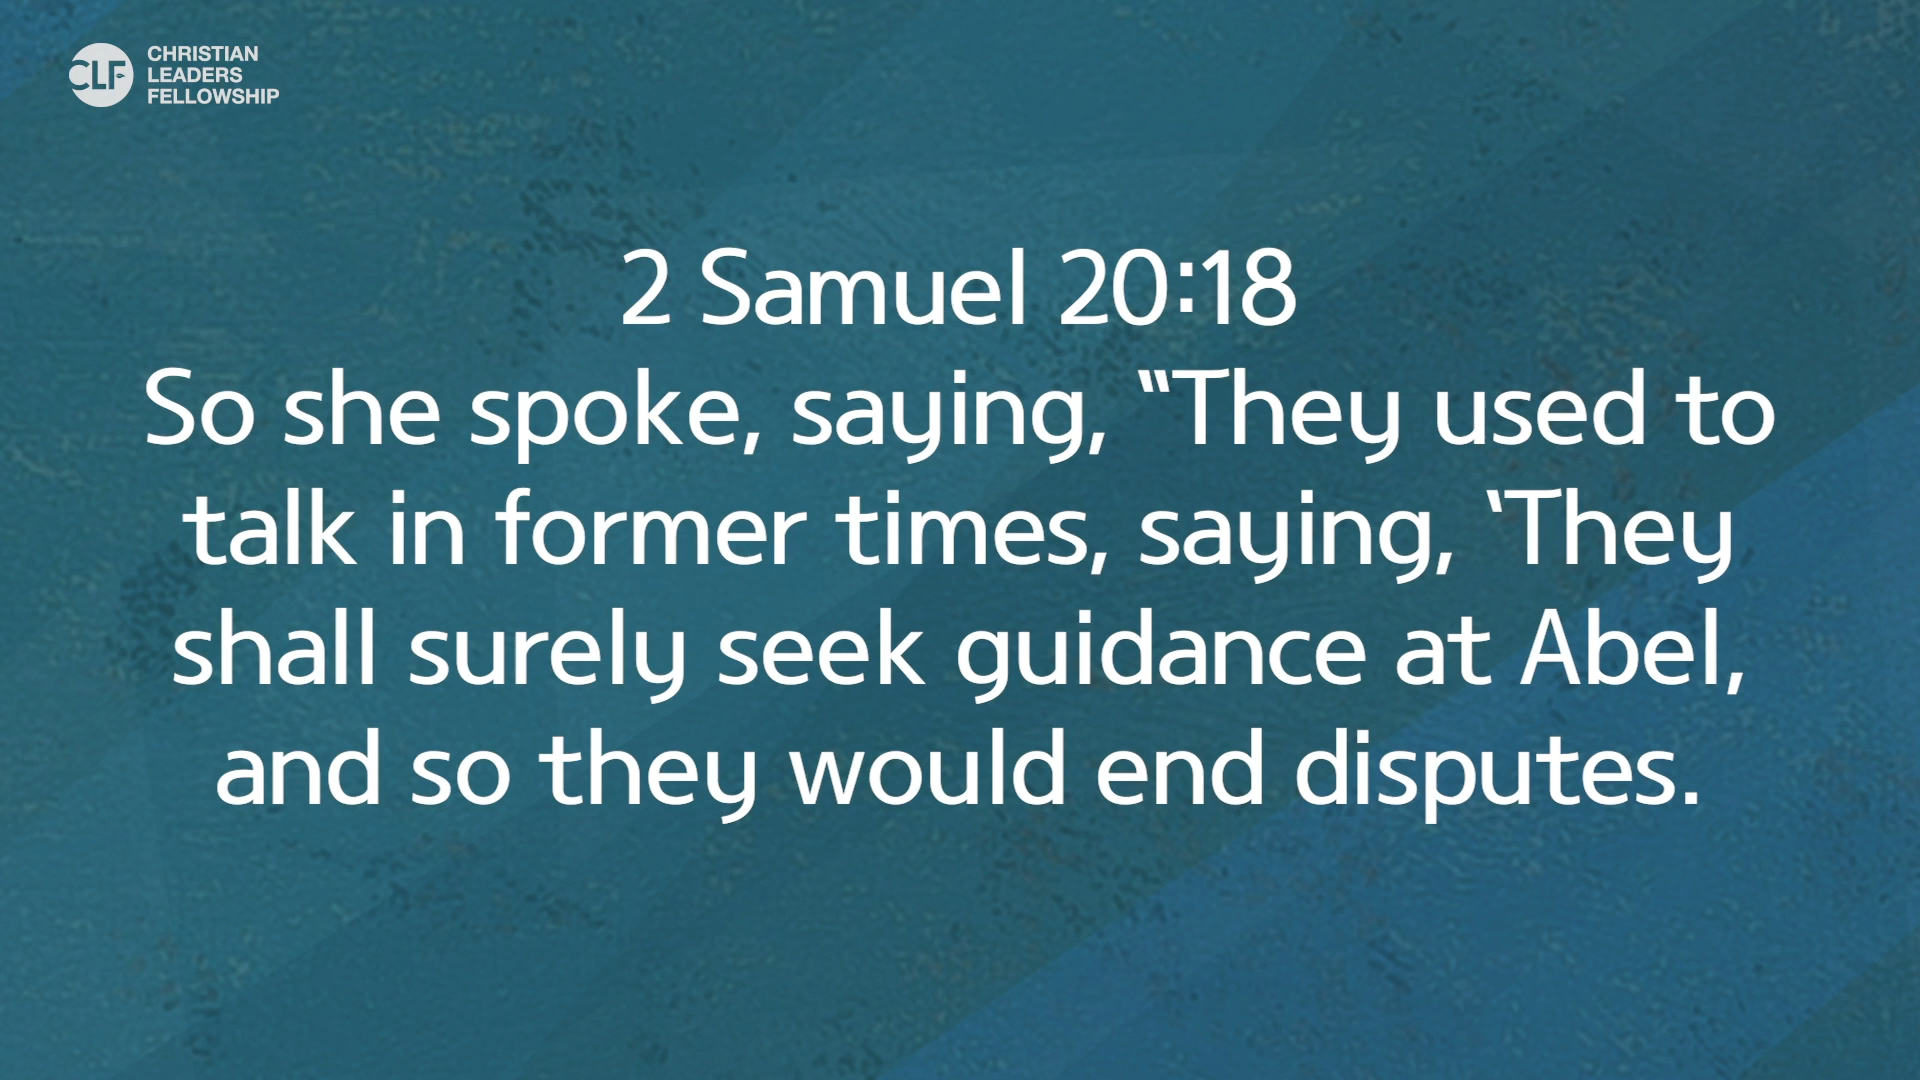 CLF
CHRISTIAN
LEADERS
FELLOWSHIP
2 Samuel 20:18
So she spoke, saying, “They used to
talk in former times, saying, ‘They
shall surely seek guidance at Abel,
and so they would end disputes.